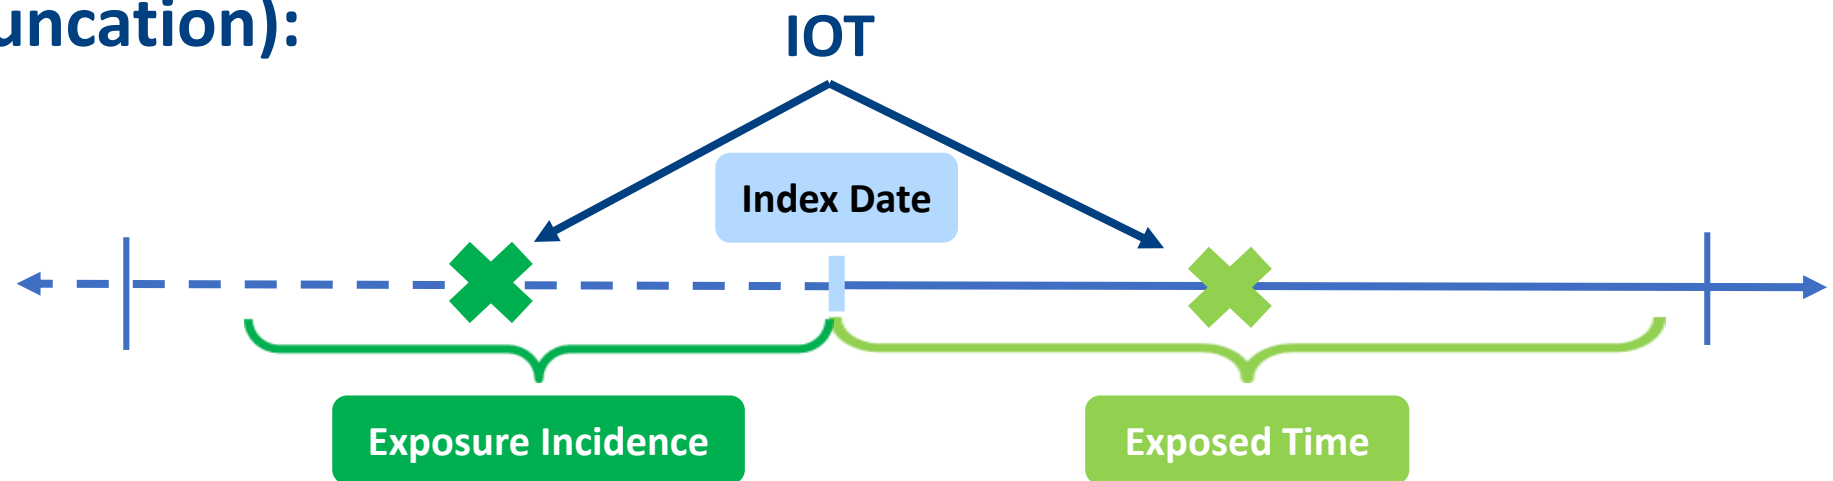 uncation):
IOT
Index Date
Exposure Incidence
Exposed Time